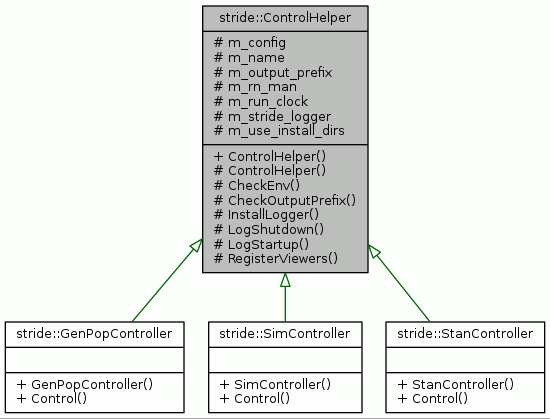 stride::ControlHelper
# m_config
# m_name
# m_output_prefix
# m_rn_man
# m_run_clock
# m_stride_logger
# m_use_install_dirs
+ ControlHelper()
# ControlHelper()
# CheckEnv()
# CheckOutputPrefix()
# InstallLogger()
# LogShutdown()
# LogStartup()
# RegisterViewers()
stride::GenPopController
+ GenPopController()
+ Control()
stride::SimController
+ SimController()
+ Control()
stride::StanController
+ StanController()
+ Control()